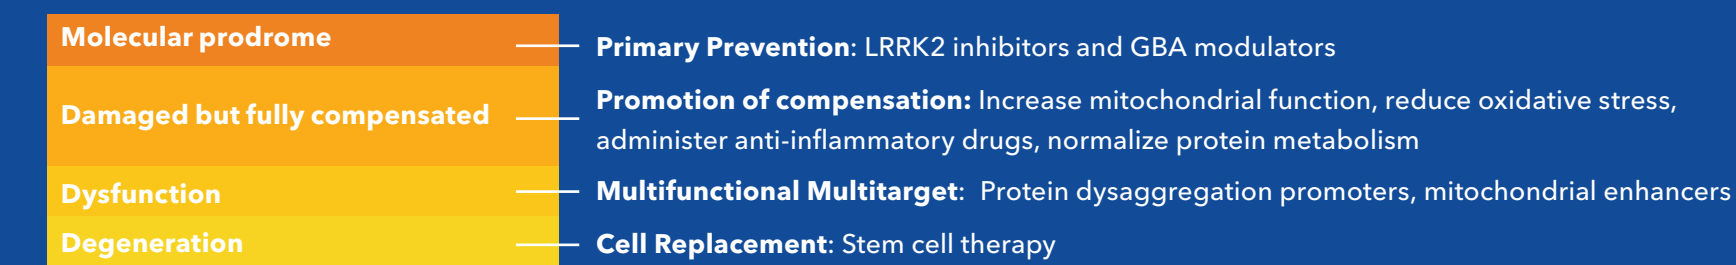 Molecular prodrome
Primary Prevention: LRRK2 inhibitors and GBA modulators
Damaged but fully compensated
Promotion of compensation: Increase mitochondrial function, reduce oxidative stress,
administer anti-inflammatory drugs, normalize protein metabolism
Dysfunction
Multifunctional Multitarget: Protein dysaggregation promoters, mitochondrial enhancers
Degeneration
Cell Replacement: Stem cell therapy